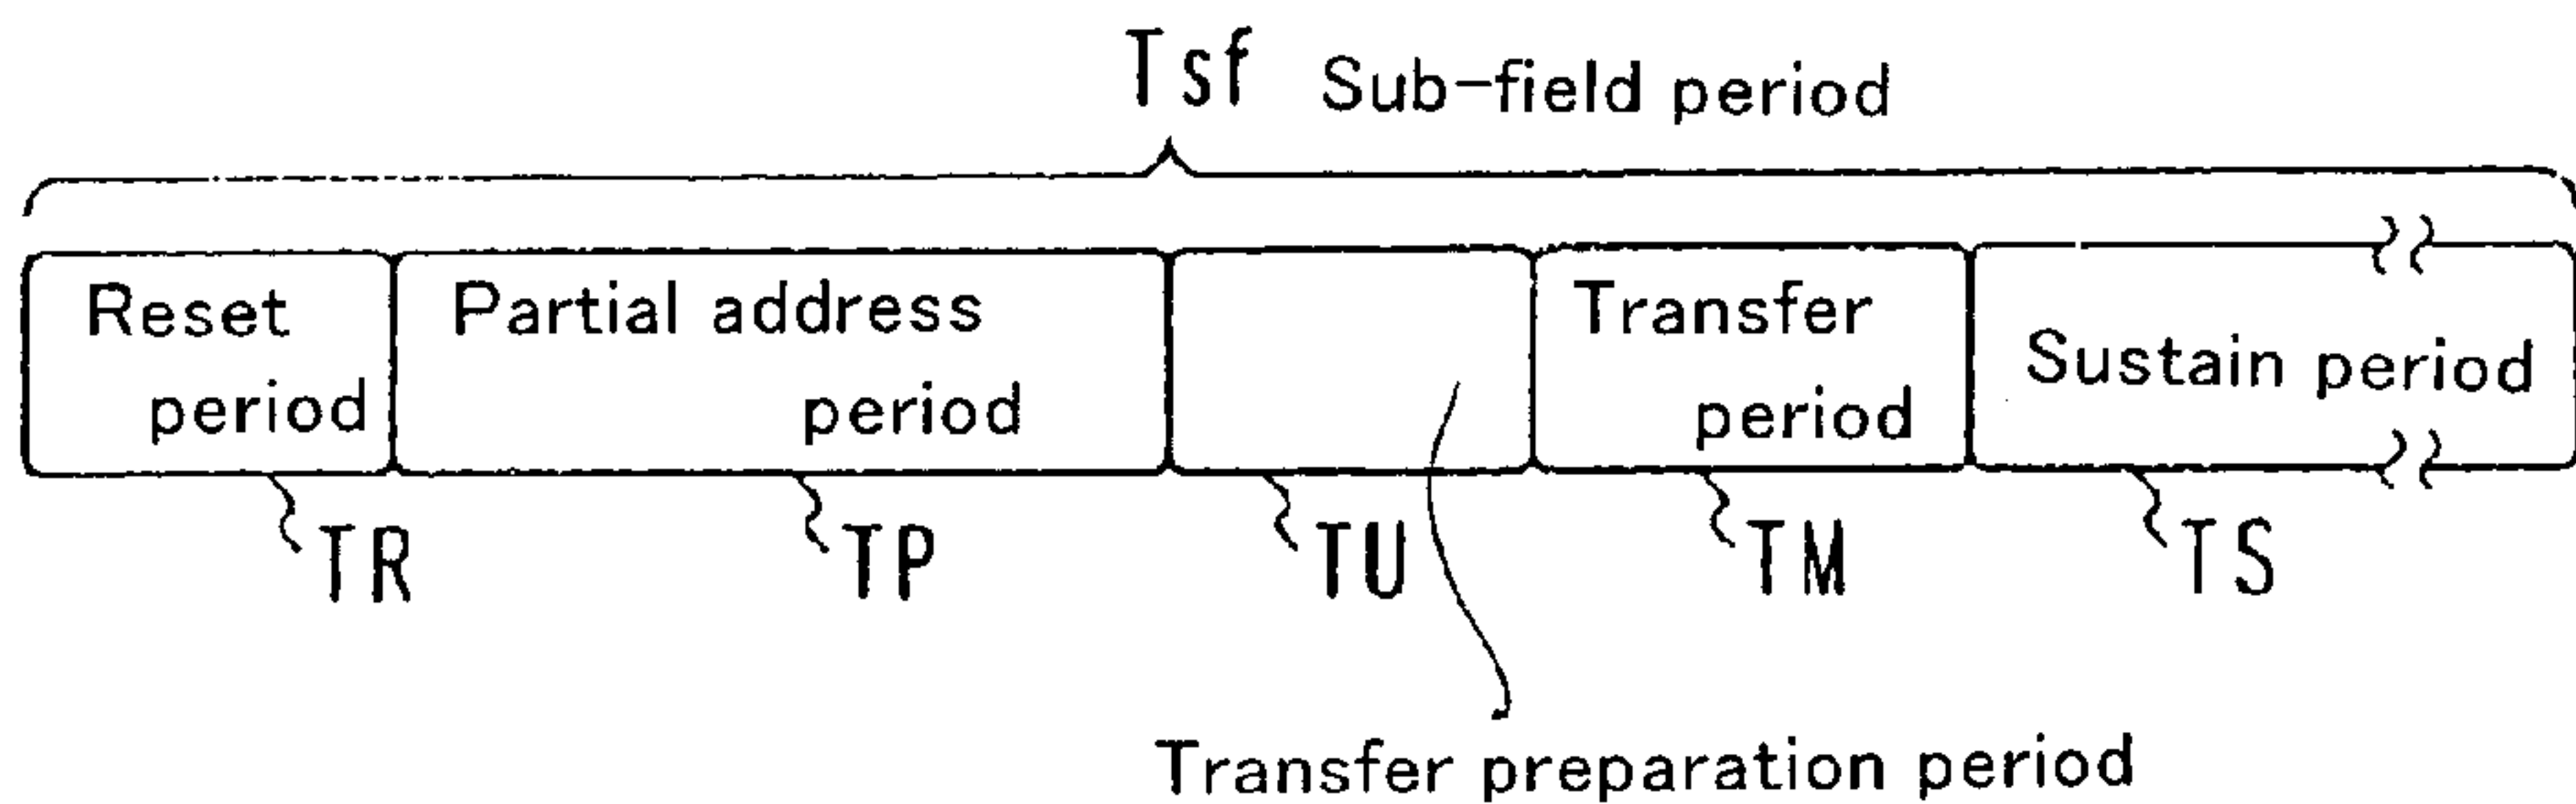 Tsf Sub-field period
Reset
period
Partial address
period
Transfer
period
Sustain period
TR
TP
TU
TM
TS
Transfer preparation period